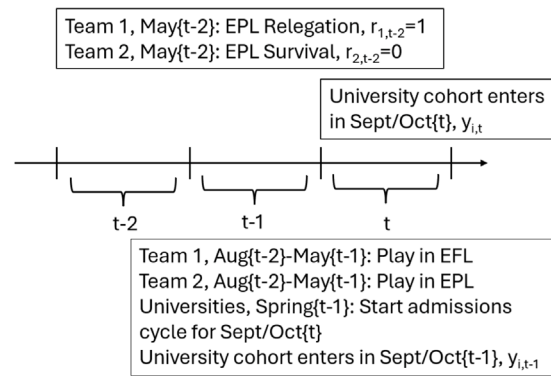 Team 1, May{t-2}: EPL Relegation, r1,t-2=1
Team 2, May{t-2}: EPL Survival, r2,t-2=0
University cohort enters
in Sept/Oct{t}, yi,t
t-2
t-1
t
Team 1, Aug{t-2}-May{t-1}: Play in EFL
Team 2, Aug{t-2}-May{t-1}: Play in EPL
Universities, Spring{t-1}: Start admissions
cycle for Sept/Oct{t}
University cohort enters in Sept/Oct{t-1}, yi,t-1